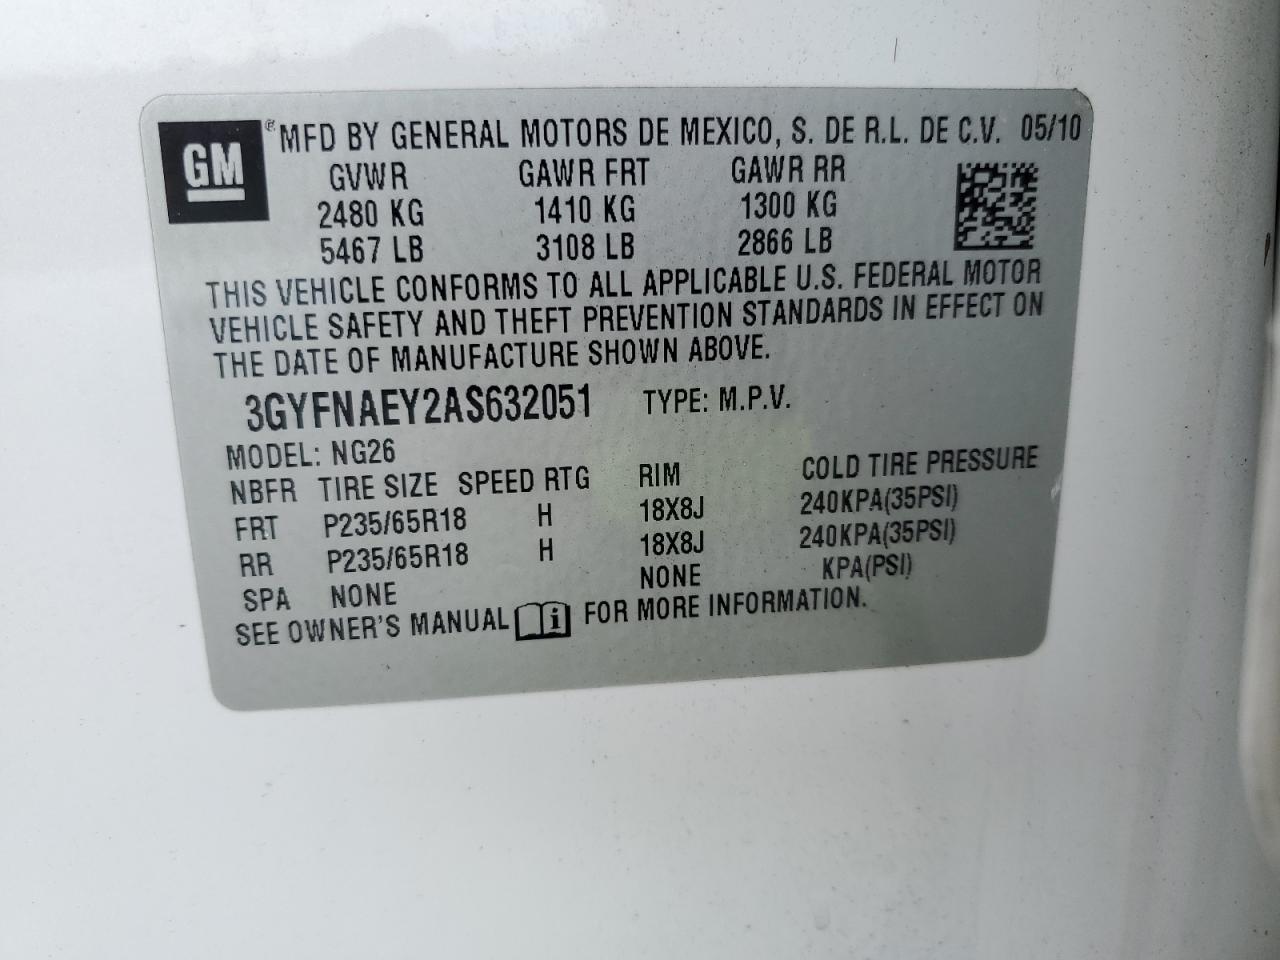 GM ® MFD BY GENERAL MOTORS DE MEXICO, S. DE R.L. DE C.V. 05/10
GVWR GAWR FRT GAWR RR
2480 KG 1410 KG 1300 KG
5467 LB 3108 LB 2866 LB
THIS VEHICLE CONFORMS TO ALL APPLICABLE U.S. FEDERAL MOTOR
VEHICLE SAFETY AND THEFT PREVENTION STANDARDS IN EFFECT ON
THE DATE OF MANUFACTURE SHOWN ABOVE.
3GYFNAEY2AS632051 TYPE: M.P.V.
MODEL: NG26
NBFR TIRE SIZE SPEED RTG RIM COLD TIRE PRESSURE
FRT P235/65R18 H 18X8J 240KPA(35PSI)
RR P235/65R18 H 18X8J 240KPA(35PSI)
SPA NONE NONE KPA(PSI)
SEE OWNER'S MANUAL i FOR MORE INFORMATION.